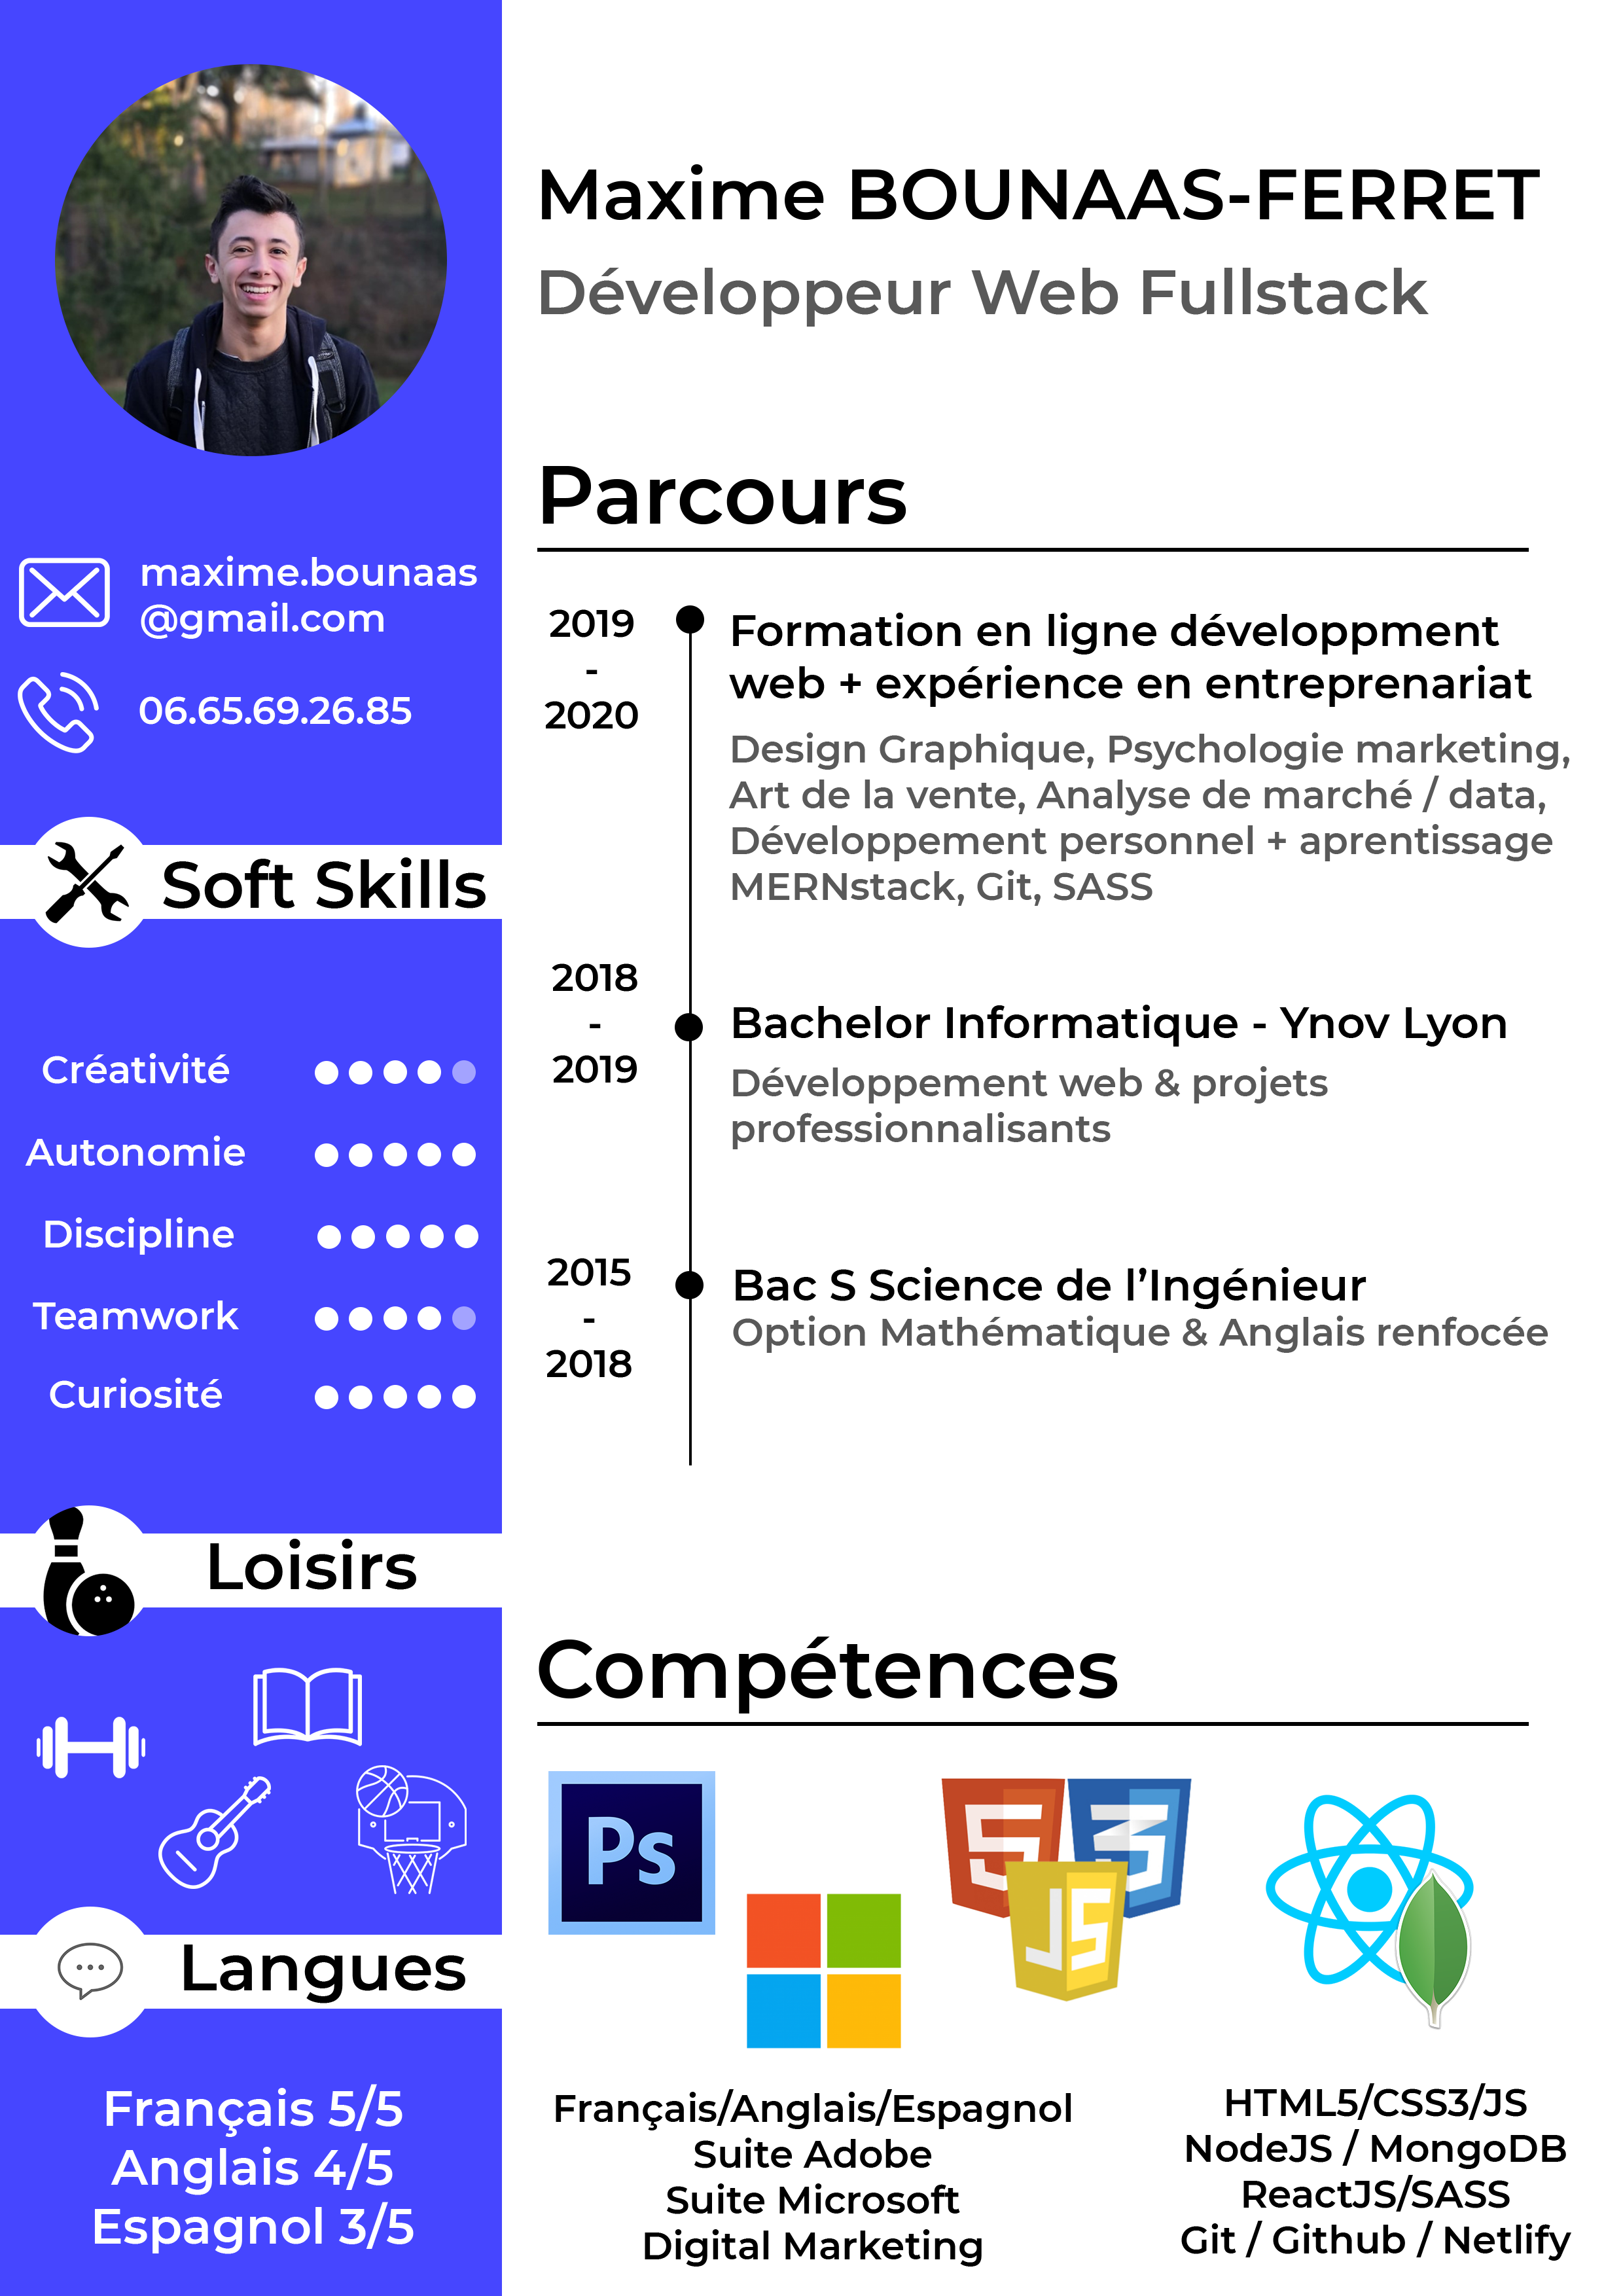 Maxime BOUNAAS-FERRET
Développeur Web Fullstack
maxime.bounaas
@gmail.com
06.65.69.26.85
Soft Skills
Créativité
Autonomie
Discipline
Teamwork
Curiosité
Loisirs
Langues
Français 5/5
Anglais 4/5
Espagnol 3/5
Parcours
2019
-
2020
Formation en ligne développment
web + expérience en entreprenariat
Design Graphique, Psychologie marketing,
Art de la vente, Analyse de marché / data,
Développement personnel + aprentissage
MERNstack, Git, SASS
2018
-
2019
Bachelor Informatique - Ynov Lyon
Développement web & projets
professionnalisants
2015
-
2018
Bac S Science de l’Ingénieur
Option Mathématique & Anglais renfocée
Compétences
Ps
5
3
JS
Français/Anglais/Espagnol
Suite Adobe
Suite Microsoft
Digital Marketing
HTML5/CSS3/JS
NodeJS / MongoDB
ReactJS/SASS
Git / Github / Netlify